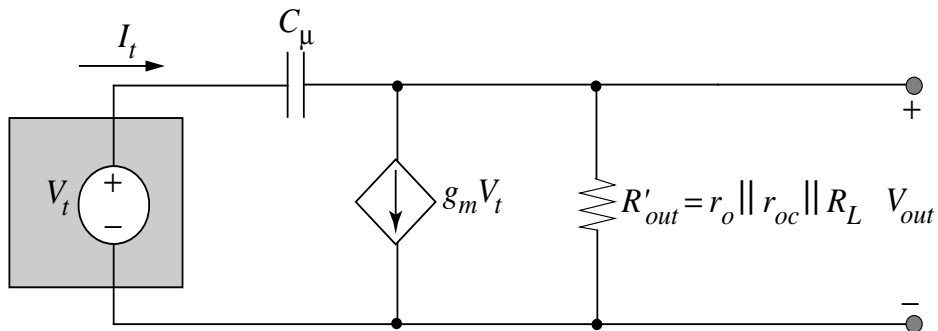 C_μ
I_t
+
V_t
+
−
g_m V_t
R'_out = r_o || r_oc || R_L
V_out
−